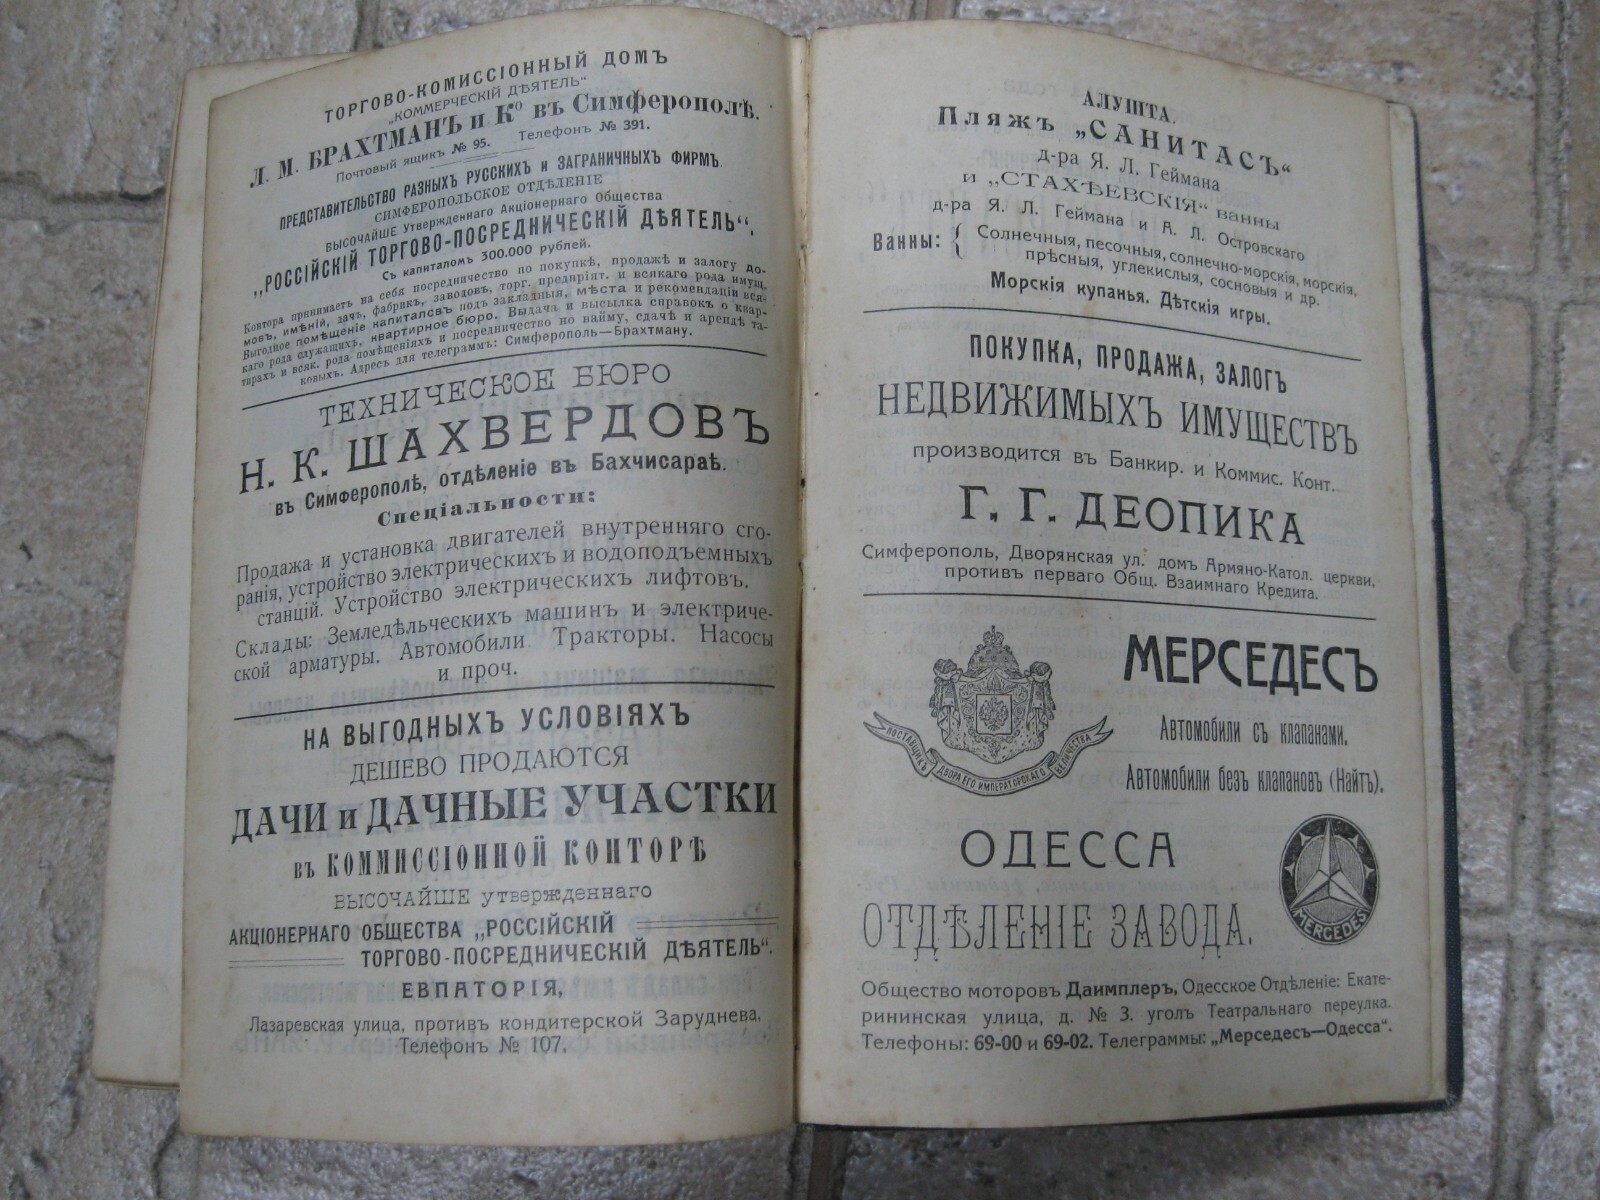 ТОРГОВО-КОМИССІОННЫЙ ДОМЪ
„КОММЕРЧЕСКІЙ ДѢЯТЕЛЬ“
Л. М. БРАХТМАНЪ и Кº въ Симферополѣ.
Почтовый ящикъ № 95. Телефонъ № 391.
ПРЕДСТАВИТЕЛЬСТВО РАЗНЫХЪ РУССКИХЪ И ЗАГРАНИЧНЫХЪ ФИРМЪ.
СИМФЕРОПОЛЬСКОЕ ОТДѢЛЕНІЕ
ВЫСОЧАЙШЕ Утвержденнаго Акціонернаго Общества
„РОССІЙСКІЙ ТОРГОВО-ПОСРЕДНИЧЕСКІЙ ДѢЯТЕЛЬ“.
Съ капиталомъ 300.000 рублей.
Контора принимаетъ на себя посредничество по покупкѣ, продажѣ и залогу до-
мовъ, имѣній, дачъ, фабрикъ, заводовъ, торг. предпріят. и всякаго рода имущ.
Выгодное помѣщеніе капиталовъ подъ закладныя, мѣста и рекомендаціи вся-
каго рода служащихъ, квартирное бюро. Выдача и высылка справокъ о квар-
тирахъ и всяк. рода помѣщеніяхъ и посредничество по найму, сдачѣ и арендѣ та-
ковыхъ. Адресъ для телеграммъ: Симферополь—Брахтману.
ТЕХНИЧЕСКОЕ БЮРО
Н. К. ШАХВЕРДОВЪ
въ Симферополѣ, отдѣленіе въ Бахчисараѣ.
Спеціальности:
Продажа и установка двигателей внутренняго сго-
ранія, устройство электрическихъ и водоподъемныхъ
станцій. Устройство электрическихъ лифтовъ.
Склады: Земледѣльческихъ машинъ и электриче-
ской арматуры. Автомобили Тракторы. Насосы
и проч.
НА ВЫГОДНЫХЪ УСЛОВІЯХЪ
ДЕШЕВО ПРОДАЮТСЯ
ДАЧИ и ДАЧНЫЕ УЧАСТКИ
въ КОММИССІОННОЙ КОНТОРѢ
ВЫСОЧАЙШЕ утвержденнаго
АКЦІОНЕРНАГО ОБЩЕСТВА „РОССІЙСКІЙ
ТОРГОВО-ПОСРЕДНИЧЕСКІЙ ДѢЯТЕЛЬ“.
ЕВПАТОРІЯ,
Лазаревская улица, противъ кондитерской Заруднева,
Телефонъ № 107.
АЛУШТА.
Пляжъ „САНИТАСЪ“
д-ра Я. Л. Геймана
и „СТАХѢЕВСКІЯ“ ванны
д-ра Я. Л. Геймана и А. Л. Островскаго
Ванны: { Солнечныя, песочныя, солнечно-морскія, морскія,
прѣсныя, углекислыя, сосновыя и др.
Морскія купанья. Дѣтскія игры.
ПОКУПКА, ПРОДАЖА, ЗАЛОГЪ
НЕДВИЖИМЫХЪ ИМУЩЕСТВЪ
производится въ Банкир. и Коммис. Конт.
Г. Г. ДЕОПИКА
Симферополь, Дворянская ул. домъ Армяно-Катол. церкви,
противъ перваго Общ. Взаимнаго Кредита.
МЕРСЕДЕСЪ
Автомобили съ клапанами.
Автомобили безъ клапановъ (Найтъ).
ПОСТАВЩИКЪ ДВОРА ЕГО ИМПЕРАТОРСКАГО ВЕЛИЧЕСТВА
ОДЕССА
ОТДѢЛЕНІЕ ЗАВОДА.
MERCEDES
Общество моторовъ Даимплеръ, Одесское Отдѣленіе: Екате-
рининская улица, д. № 3. уголъ Театральнаго переулка.
Телефоны: 69-00 и 69-02. Телеграммы: „Мерседесъ—Одесса“.